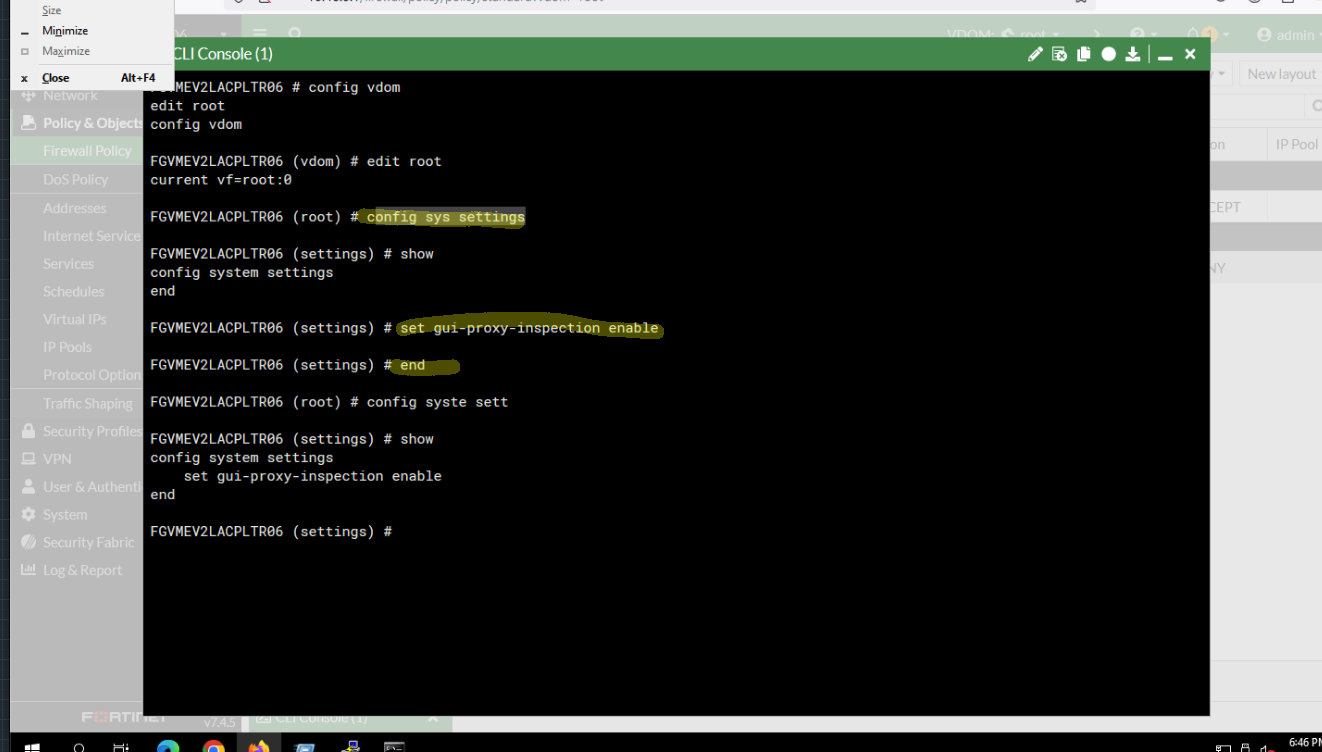 Size
Minimize
Maximize
Close Alt+F4
VDOM: root
admin
CLI Console (1)
New layout
Network
Policy & Objects
Firewall Policy
DoS Policy
Addresses
Internet Service
Services
Schedules
Virtual IPs
IP Pools
Protocol Option
Traffic Shaping
Security Profiles
VPN
User & Authenti
System
Security Fabric
Log & Report
FGVMEV2LACPLTR06 # config vdom
edit root
config vdom
FGVMEV2LACPLTR06 (vdom) # edit root
current vf=root:0
FGVMEV2LACPLTR06 (root) # config sys settings
FGVMEV2LACPLTR06 (settings) # show
config system settings
end
FGVMEV2LACPLTR06 (settings) # set gui-proxy-inspection enable
FGVMEV2LACPLTR06 (settings) # end
FGVMEV2LACPLTR06 (root) # config syste sett
FGVMEV2LACPLTR06 (settings) # show
config system settings
set gui-proxy-inspection enable
end
FGVMEV2LACPLTR06 (settings) #
on IP Pool
CEPT
NY
v7.4.5
CLI Console (1)
6:46 PM